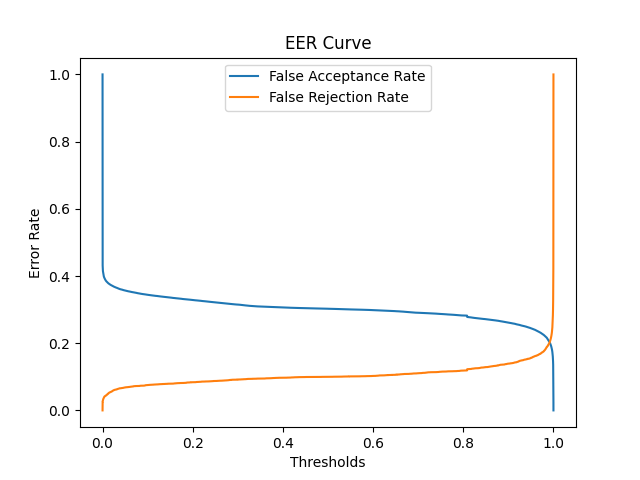 EER Curve
False Acceptance Rate
False Rejection Rate
1.0
0.8
0.6
0.4
0.2
0.0
Error Rate
0.0 0.2 0.4 0.6 0.8 1.0
Thresholds